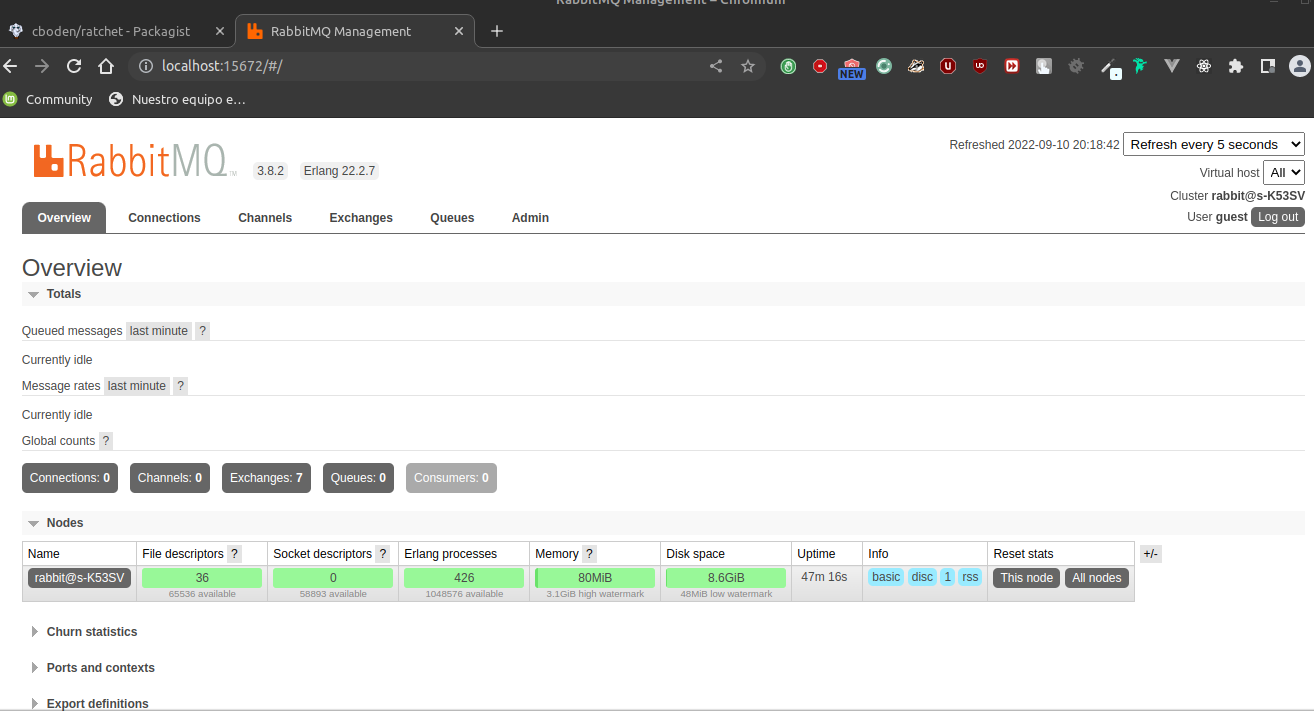 RabbitMQ Management – Chromium
cboden/ratchet - Packagist
RabbitMQ Management
localhost:15672/#/
NEW
Community
Nuestro equipo e…
RabbitMQ TM
3.8.2
Erlang 22.2.7
Refreshed 2022-09-10 20:18:42
Refresh every 5 seconds
Virtual host All
Cluster rabbit@s-K53SV
User guest Log out
Overview Connections Channels Exchanges Queues Admin
Overview
Totals
Queued messages last minute ?
Currently idle
Message rates last minute ?
Currently idle
Global counts ?
Connections: 0 Channels: 0 Exchanges: 7 Queues: 0 Consumers: 0
Nodes
Name File descriptors ? Socket descriptors ? Erlang processes Memory ? Disk space Uptime Info Reset stats +/-
rabbit@s-K53SV 36 0 426 80MiB 8.6GiB 47m 16s basic disc 1 rss This node All nodes
65536 available 58893 available 1048576 available 3.1GiB high watermark 48MiB low watermark
Churn statistics
Ports and contexts
Export definitions